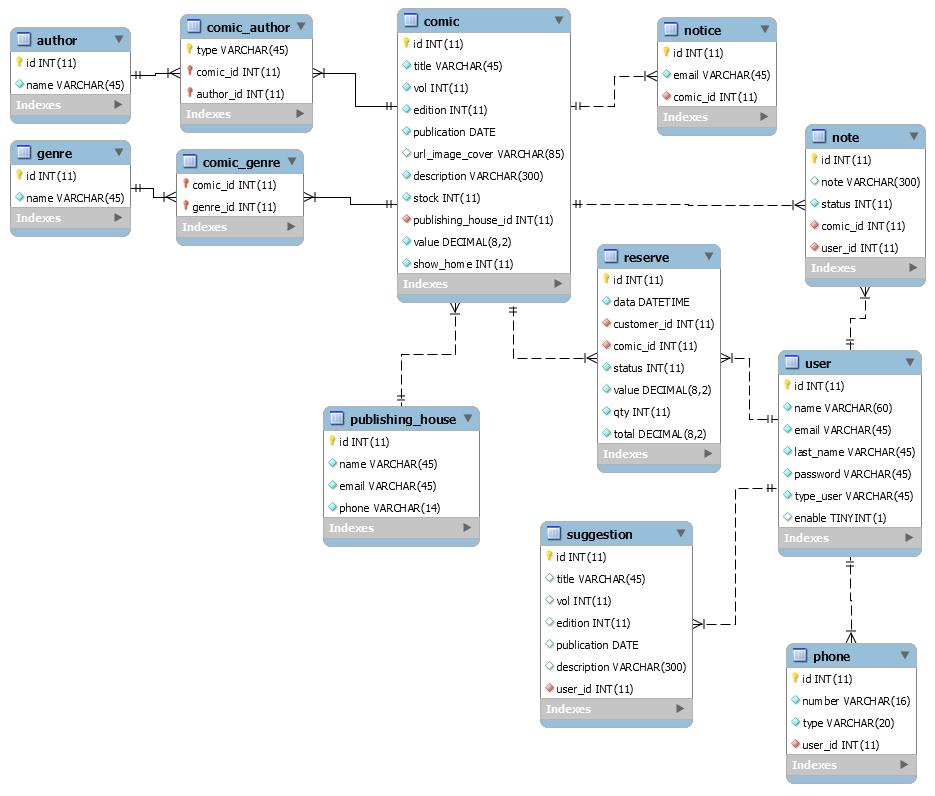 author
id INT(11)
name VARCHAR(45)
Indexes
comic_author
type VARCHAR(45)
comic_id INT(11)
author_id INT(11)
Indexes
genre
id INT(11)
name VARCHAR(45)
Indexes
comic_genre
comic_id INT(11)
genre_id INT(11)
Indexes
comic
id INT(11)
title VARCHAR(45)
vol INT(11)
edition INT(11)
publication DATE
url_image_cover VARCHAR(85)
description VARCHAR(300)
stock INT(11)
publishing_house_id INT(11)
value DECIMAL(8,2)
show_home INT(11)
Indexes
notice
id INT(11)
email VARCHAR(45)
comic_id INT(11)
Indexes
note
id INT(11)
note VARCHAR(300)
status INT(11)
comic_id INT(11)
user_id INT(11)
Indexes
reserve
id INT(11)
data DATETIME
customer_id INT(11)
comic_id INT(11)
status INT(11)
value DECIMAL(8,2)
qty INT(11)
total DECIMAL(8,2)
Indexes
user
id INT(11)
name VARCHAR(60)
email VARCHAR(45)
last_name VARCHAR(45)
password VARCHAR(45)
type_user VARCHAR(45)
enable TINYINT(1)
Indexes
publishing_house
id INT(11)
name VARCHAR(45)
email VARCHAR(45)
phone VARCHAR(14)
Indexes
suggestion
id INT(11)
title VARCHAR(45)
vol INT(11)
edition INT(11)
publication DATE
description VARCHAR(300)
user_id INT(11)
Indexes
phone
id INT(11)
number VARCHAR(16)
type VARCHAR(20)
user_id INT(11)
Indexes